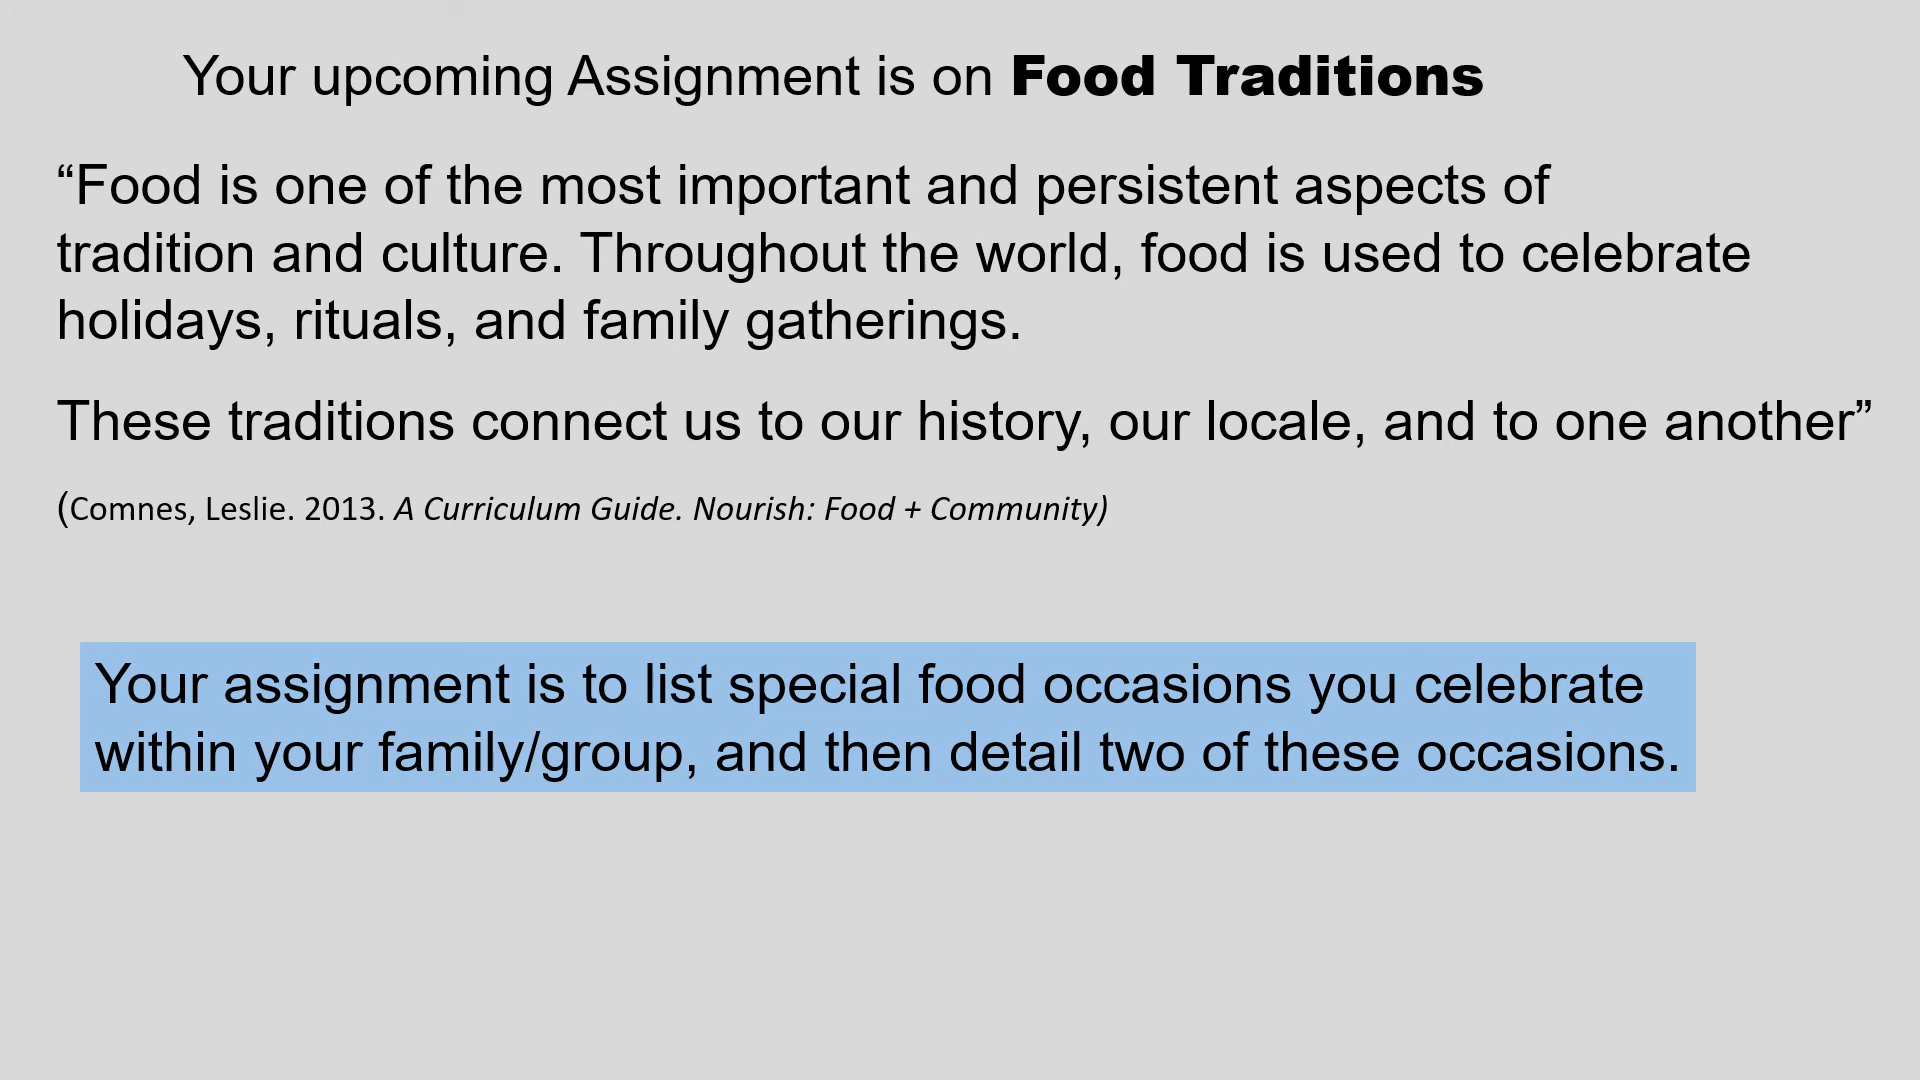 Your upcoming Assignment is on Food Traditions
“Food is one of the most important and persistent aspects of
tradition and culture. Throughout the world, food is used to celebrate
holidays, rituals, and family gatherings.
These traditions connect us to our history, our locale, and to one another”
(Comnes, Leslie. 2013. A Curriculum Guide. Nourish: Food + Community)
Your assignment is to list special food occasions you celebrate
within your family/group, and then detail two of these occasions.